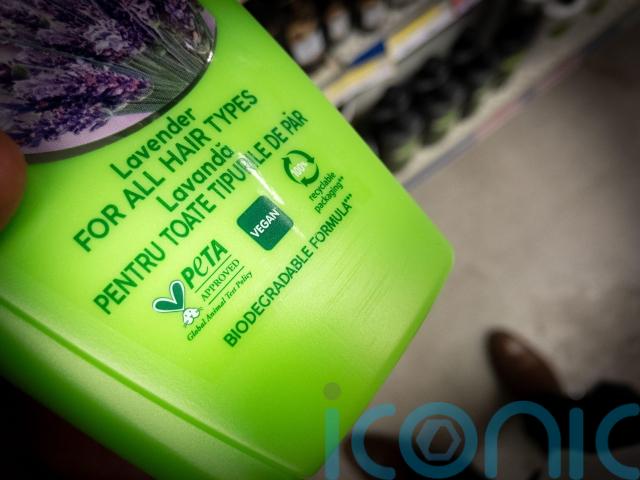 Lavender
FOR ALL HAIR TYPES
Lavandă
PENTRU TOATE TIPURILE DE PĂR
100%
recyclable
packaging**
VEGAN*
PETA
APPROVED
Global Animal Test Policy
BIODEGRADABLE FORMULA***
iconic